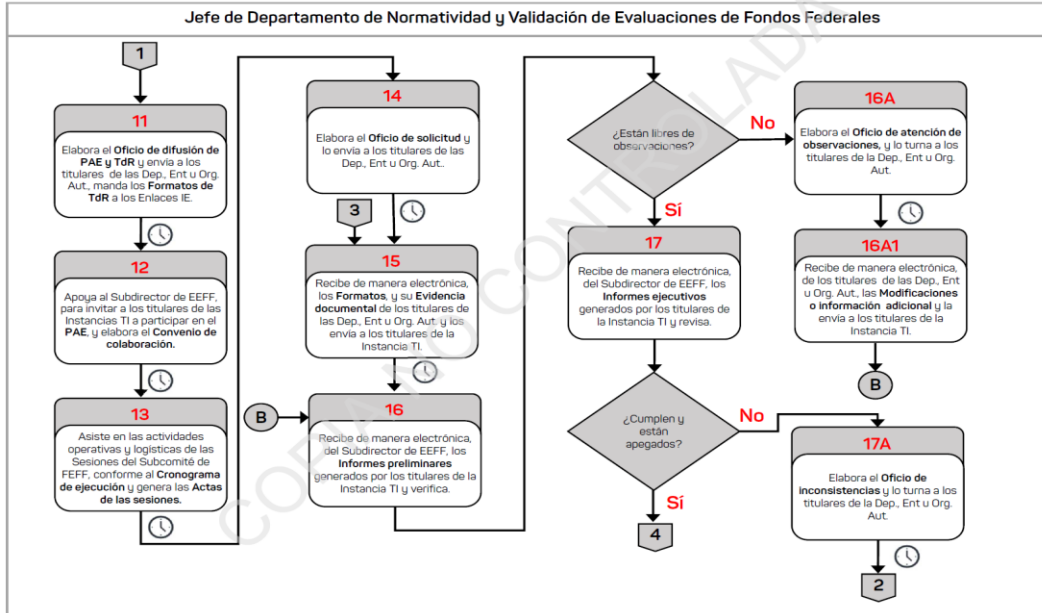 Jefe de Departamento de Normatividad y Validación de Evaluaciones de Fondos Federales
1
11
Elabora el Oficio de difusión de
PAE y TdR y envía a los
titulares de las Dep., Ent u Org.
Aut., manda los Formatos de
TdR a los Enlaces IE.
12
Apoya al Subdirector de EEFF,
para invitar a los titulares de las
Instancias TI a participar en el
PAE, y elabora el Convenio de
colaboración.
13
Asiste en las actividades
operativas y logísticas de las
Sesiones del Subcomité de
FEFF, conforme al Cronograma
de ejecución y genera las Actas
de las sesiones.
14
Elabora el Oficio de solicitud y
lo envía a los titulares de las
Dep., Ent u Org. Aut..
3
15
Recibe de manera electrónica,
los Formatos, y su Evidencia
documental de los titulares de
las Dep., Ent u Org. Aut. y los
envía a los titulares de la
Instancia TI.
B
16
Recibe de manera electrónica,
del Subdirector de EEFF, los
Informes preliminares
generados por los titulares de la
Instancia TI y verifica.
¿Están libres de
observaciones?
No
Sí
17
Recibe de manera electrónica,
del Subdirector de EEFF, los
Informes ejecutivos
generados por los titulares de
la Instancia TI y revisa.
¿Cumplen y
están
apegados?
No
Sí
4
16A
Elabora el Oficio de atención de
observaciones, y lo turna a los
titulares de la Dep., Ent u Org.
Aut.
16A1
Recibe de manera electrónica,
de los titulares de las Dep., Ent
u Org. Aut., las Modificaciones
o información adicional y la
envía a los titulares de la
Instancia TI.
B
17A
Elabora el Oficio de
inconsistencias y lo turna a los
titulares de la Dep., Ent u Org.
Aut.
2
COPIA NO CONTROLADA